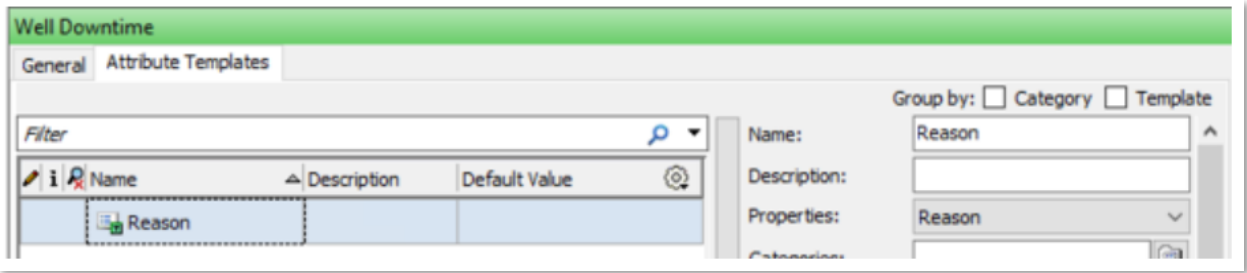 Well Downtime
General Attribute Templates
Group by: Category Template
Filter
Name: Reason
i Name Description Default Value
Description:
Reason
Properties: Reason
Categories: